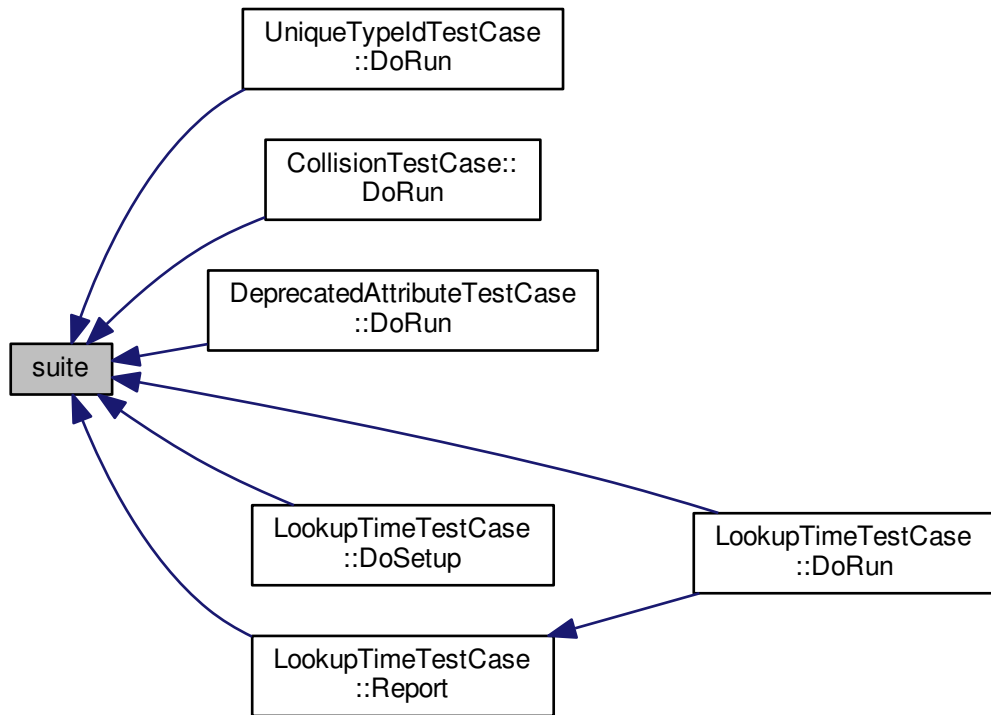 UniqueTypeIdTestCase
::DoRun
CollisionTestCase::
DoRun
DeprecatedAttributeTestCase
::DoRun
suite
LookupTimeTestCase
::DoSetup
LookupTimeTestCase
::DoRun
LookupTimeTestCase
::Report